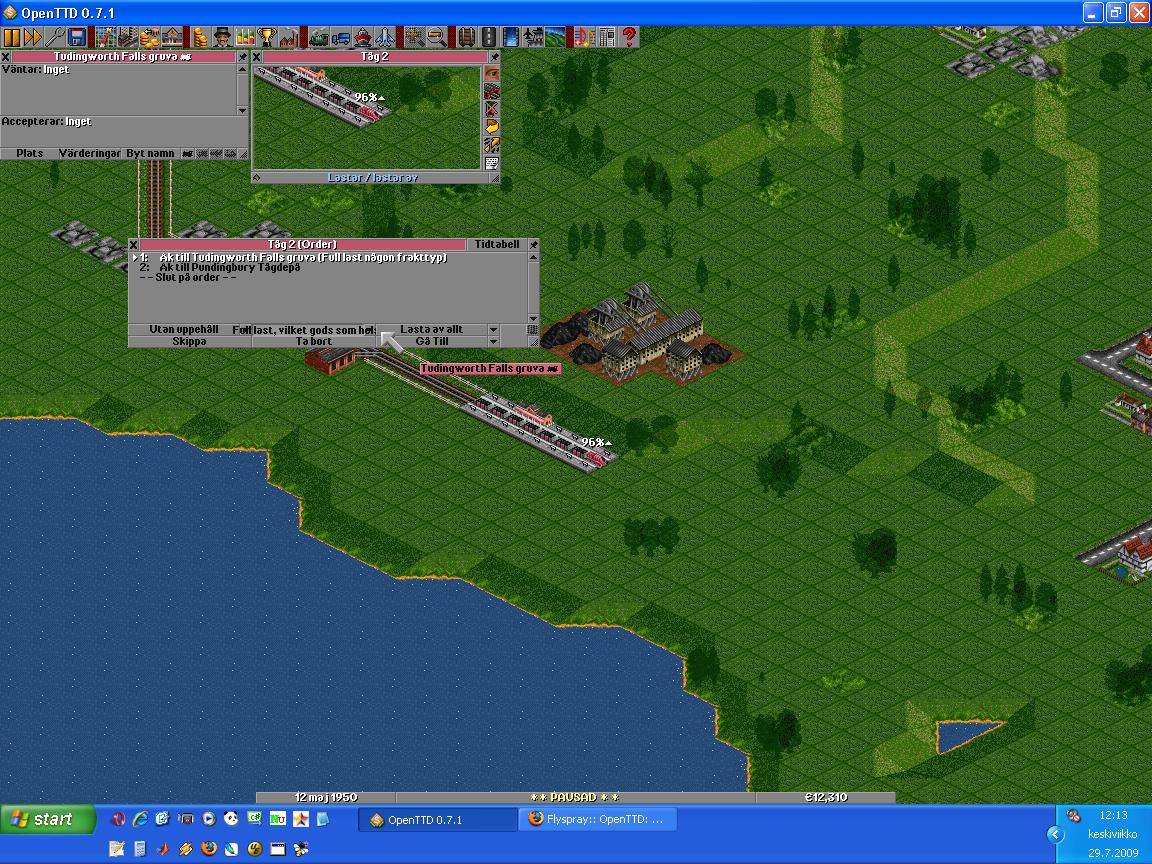 OpenTTD 0.7.1
Tudingworth Falls gruva
Väntar: Inget
Accepterar: Inget
Plats Värderingar Byt namn
Tåg 2
96%
Lastar / lastar av
Tåg 2 (Order) Tidtabell
1: Åk till Tudingworth Falls gruva (Full last någon frakttyp)
2: Åk till Pundingbury Tågdepå
- - Slut på order - -
Utan uppehåll Full last, vilket gods som hels Lasta av allt
Skippa Ta bort Gå Till
Tudingworth Falls gruva
96%
12 maj 1950 ** PAUSAD ** €12,310
start OpenTTD 0.7.1 Flyspray:: OpenTTD: ...
12:13
keskiviikko
29.7.2009